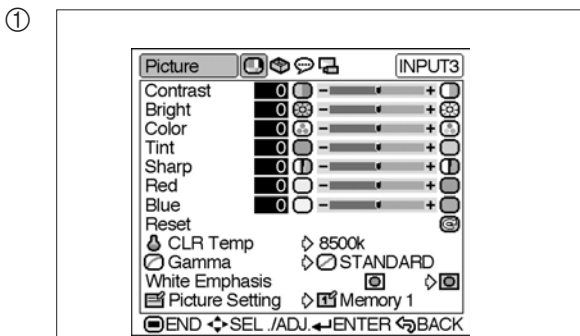 ①
Picture INPUT3
Contrast 0 - +
Bright 0 - +
Color 0 - +
Tint 0 - +
Sharp 0 - +
Red 0 - +
Blue 0 - +
Reset
CLR Temp 8500k
Gamma STANDARD
White Emphasis
Picture Setting Memory 1
END SEL ./ADJ. ENTER BACK